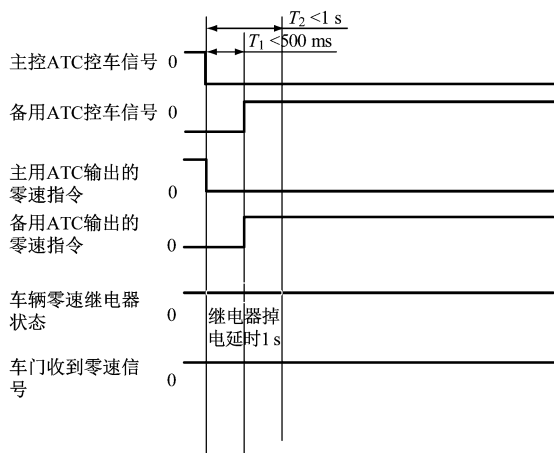 T2 <1 s
T1 <500 ms
主控ATC控车信号 0
备用ATC控车信号 0
主用ATC输出的
零速指令 0
备用ATC输出的
零速指令 0
车辆零速继电器
状态 0
继电器掉
电延时1 s
车门收到零速信
号 0